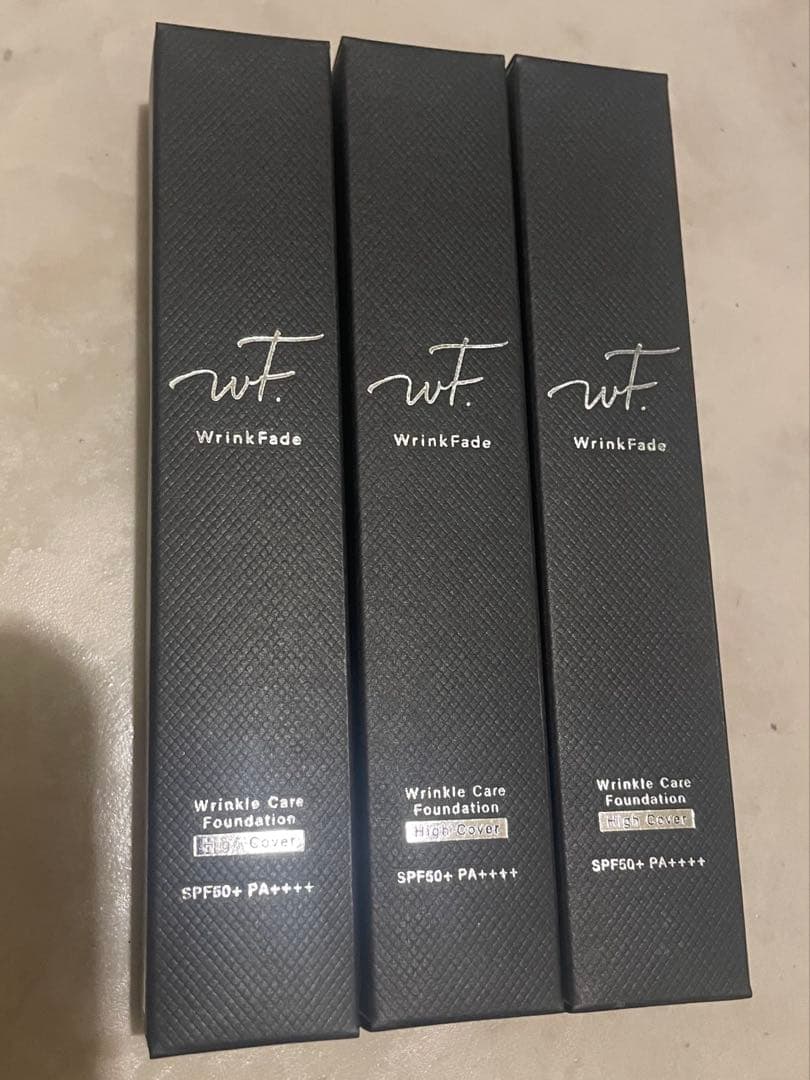 WF.
WrinkFade
Wrinkle Care
Foundation
High Cover
SPF50+ PA++++
WF.
WrinkFade
Wrinkle Care
Foundation
High Cover
SPF50+ PA++++
WF.
WrinkFade
Wrinkle Care
Foundation
High Cover
SPF50+ PA++++